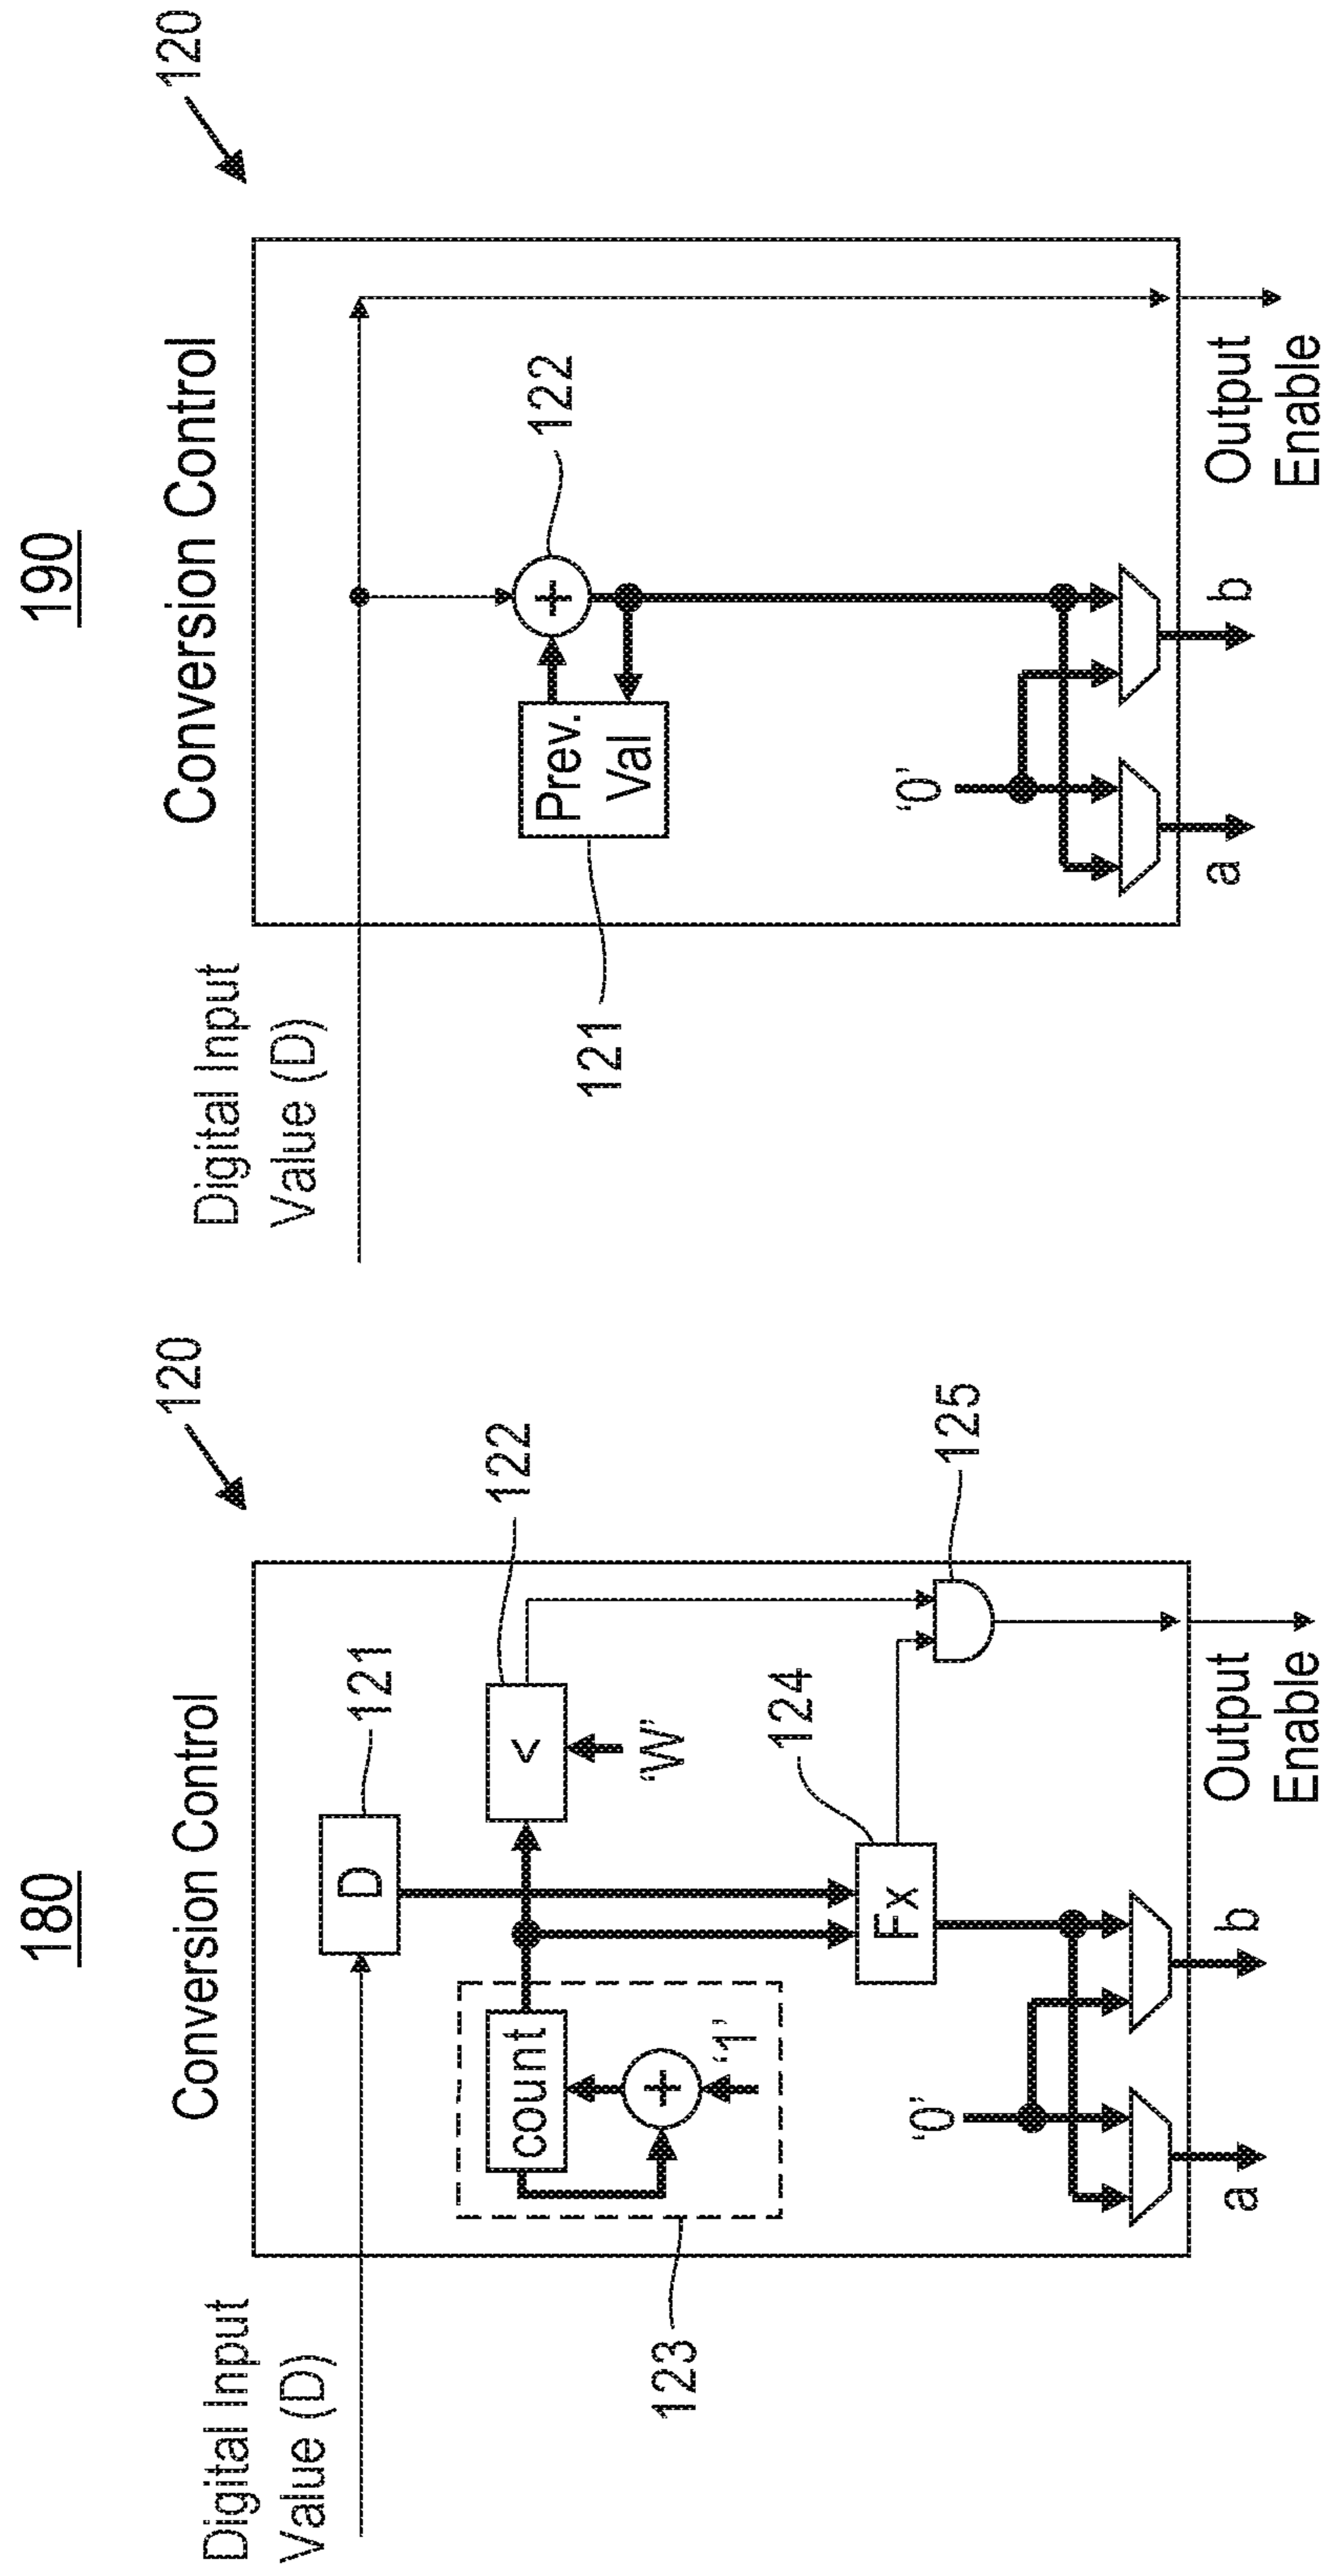 180
120
Conversion Control
Digital Input
Value (D)
D
121
count
<
122
'W'
+
'1'
123
Fx
124
125
'0'
a
b
Output
Enable
190
120
Conversion Control
Digital Input
Value (D)
+
122
Prev.
Val
121
'0'
a
b
Output
Enable